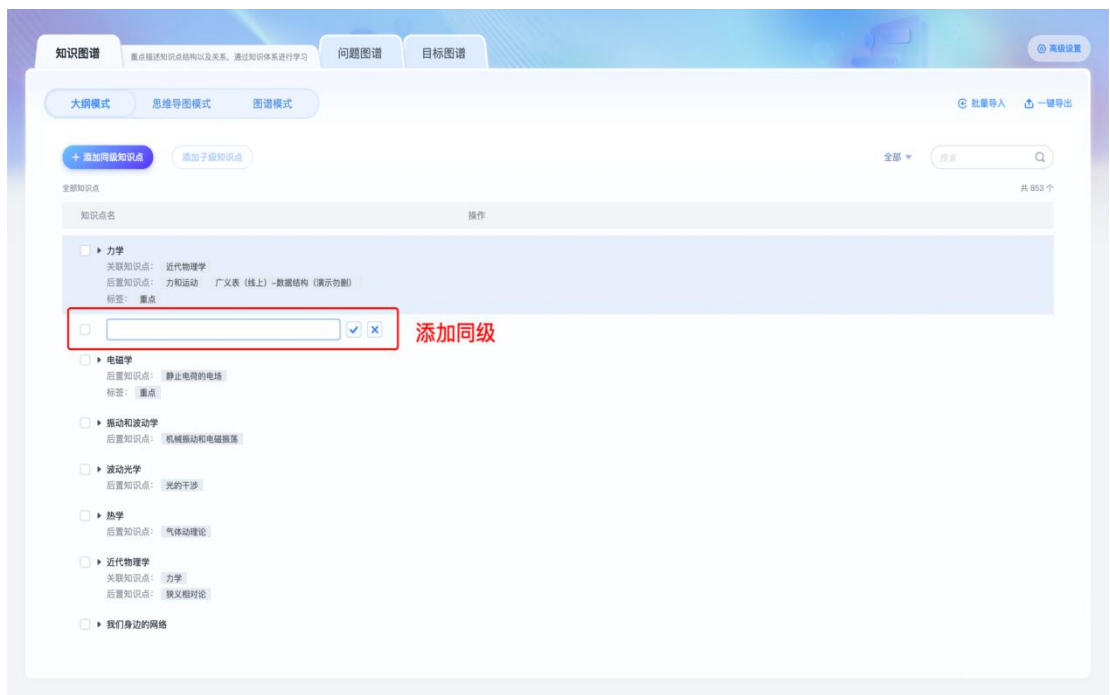 知识图谱 重点描述知识点结构以及关系，通过知识体系进行学习 问题图谱 目标图谱 高级设置
大纲模式 思维导图模式 图谱模式 批量导入 一键导出
+ 添加同级知识点 添加子级知识点 全部 搜索
全部知识点 共 853 个
知识点名 操作
力学
关联知识点： 近代物理学
后置知识点： 力和运动 广义表（线上）-数据结构（演示勿删）
标签： 重点
添加同级
电磁学
后置知识点： 静止电荷的电场
标签： 重点
振动和波动学
后置知识点： 机械振动和电磁振荡
波动光学
后置知识点： 光的干涉
热学
后置知识点： 气体动理论
近代物理学
关联知识点： 力学
后置知识点： 狭义相对论
我们身边的网络